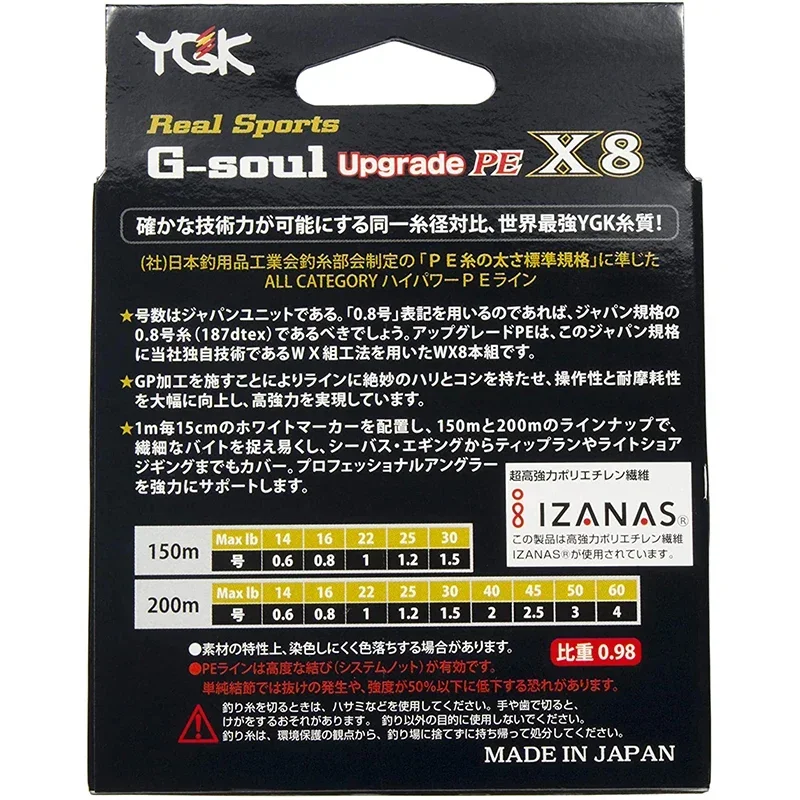 YGK
Real Sports
G-soul Upgrade PE X8
確かな技術力が可能にする同一糸径対比、世界最強YGK糸質！
(社)日本釣用品工業会釣糸部会制定の「ＰＥ糸の太さ標準規格」に準じた
ALL CATEGORY ハイパワーＰＥライン
★号数はジャパンユニットである。「0.8号」表記を用いるのであれば、ジャパン規格の
0.8号糸（187dtex）であるべきでしょう。アップグレードPEは、このジャパン規格
に当社独自技術であるＷＸ組工法を用いたWX8本組です。
★GP加工を施すことによりラインに絶妙のハリとコシを持たせ、操作性と耐摩耗性
を大幅に向上し、高強力を実現しています。
★1m毎15cmのホワイトマーカーを配置し、150mと200mのラインナップで、
繊細なバイトを捉え易くし、シーバス・エギングからティップランやライトショア
ジギングまでもカバー。プロフェッショナルアングラー
を強力にサポートします。
超高強力ポリエチレン繊維
IZANAS®
この製品は高強力ポリエチレン繊維
IZANAS®が使用されています。
150m Max lb 14 16 22 25 30
号 0.6 0.8 1 1.2 1.5
200m Max lb 14 16 22 25 30 40 45 50 60
号 0.6 0.8 1 1.2 1.5 2 2.5 3 4
●素材の特性上、染色しにくく色落ちする場合があります。
比重 0.98
●PEラインは高度な結び（システムノット）が有効です。
単純結節では抜けの発生や、強度が50％以下に低下する恐れがあります。
釣り糸を切るときは、ハサミなどを使用してください。手や歯で切ると、
けがをするおそれがあります。 釣り以外の目的に使用しないでください。
釣り糸は、環境保護の観点から、釣り場に捨てずに持ち帰って処分してください。
MADE IN JAPAN